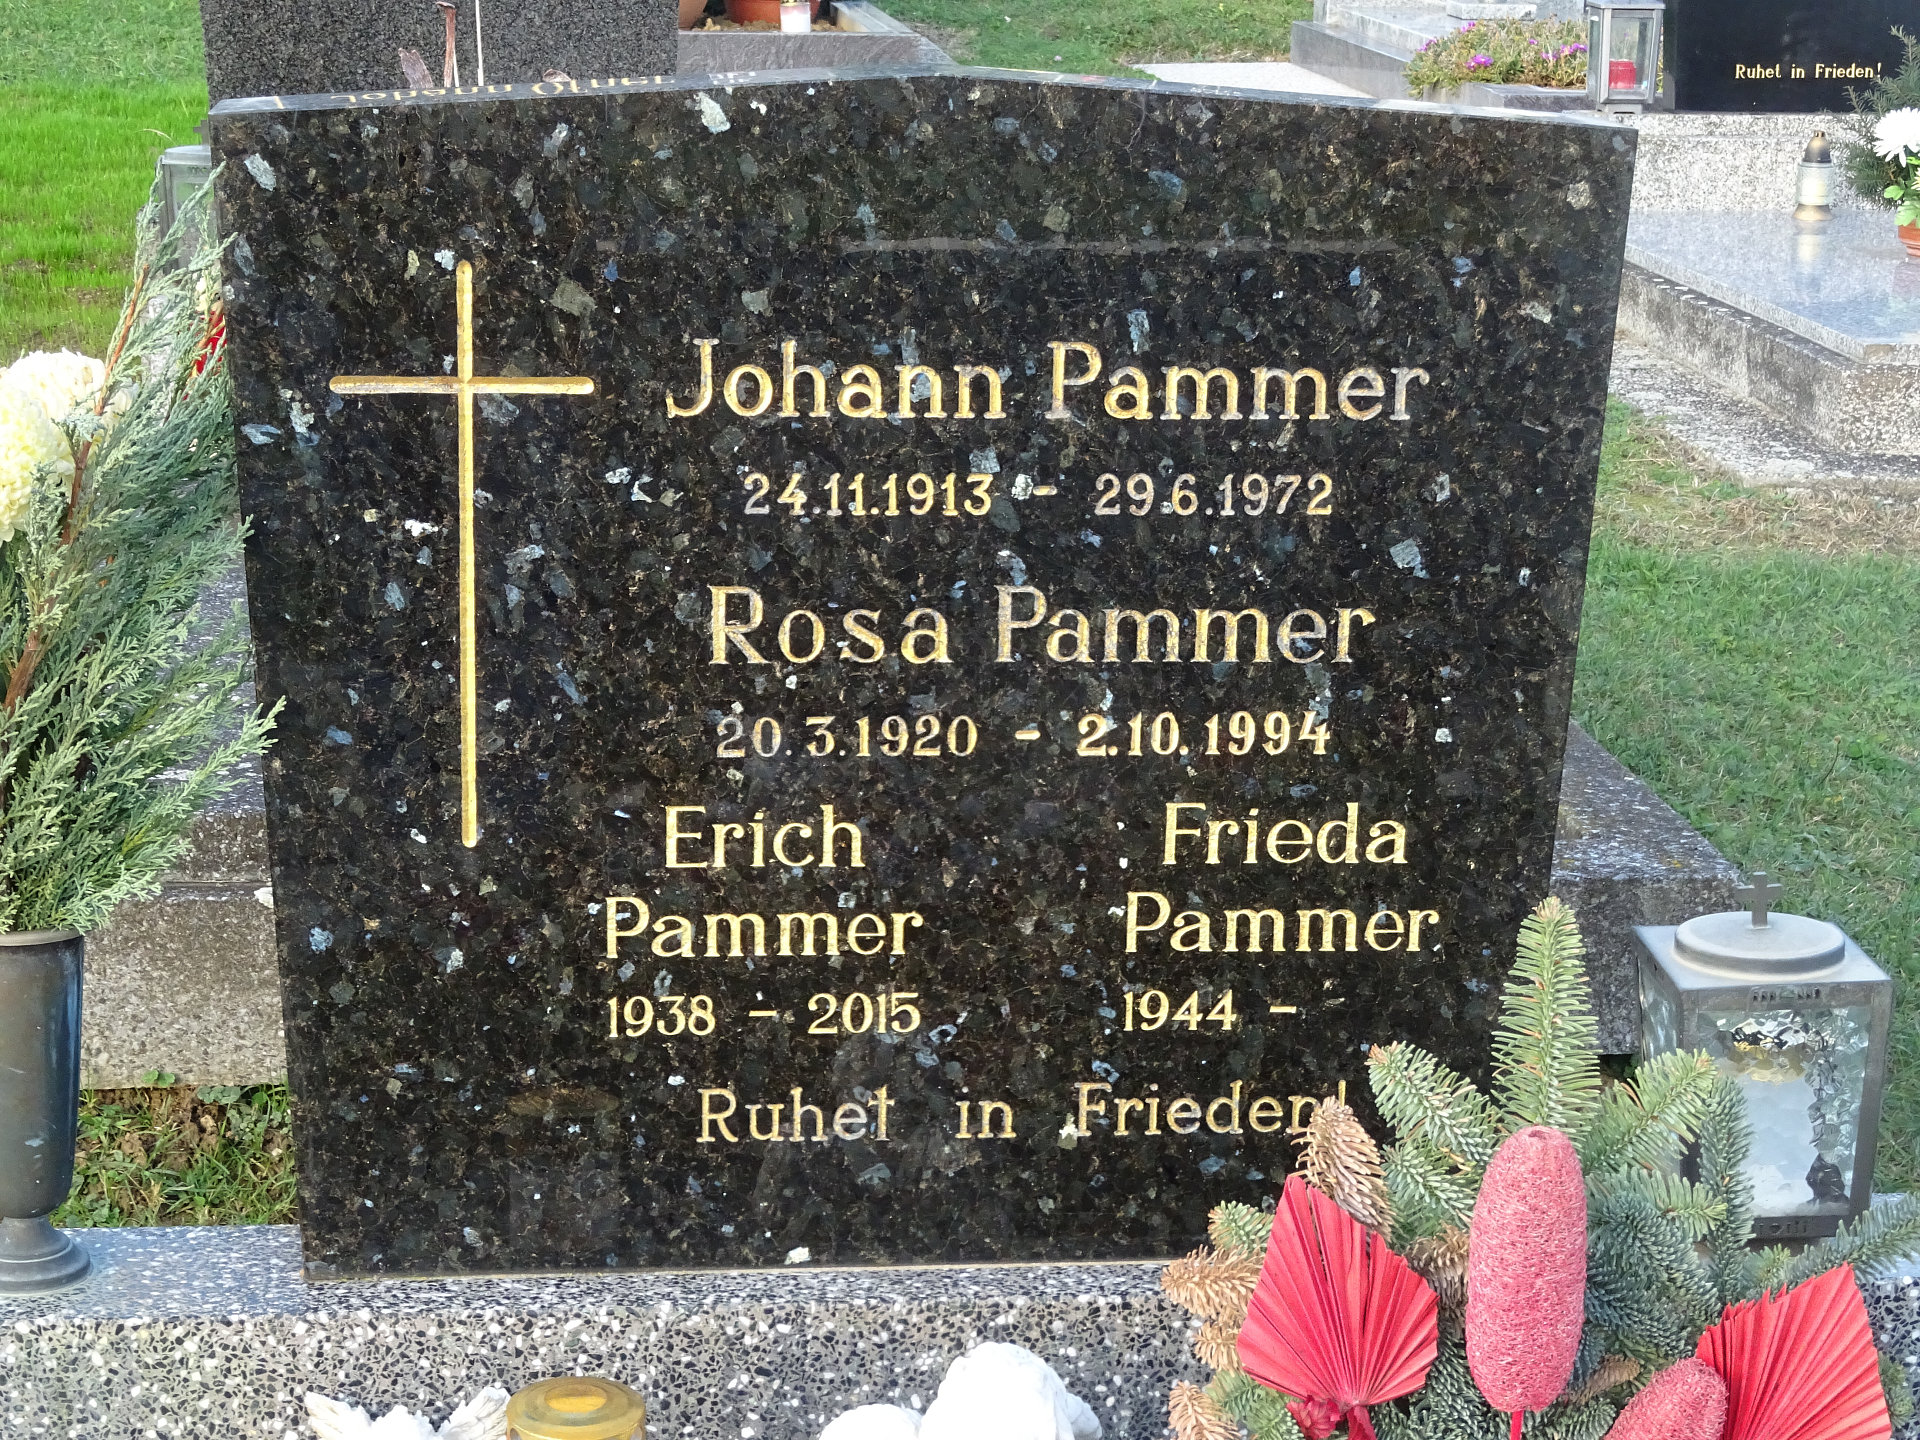 Ruhet in Frieden!
Johann Pammer
24.11.1913 - 29.6.1972
Rosa Pammer
20.3.1920 - 2.10.1994
Erich Pammer
1938 - 2015
Frieda Pammer
1944 -
Ruhet in Frieden!